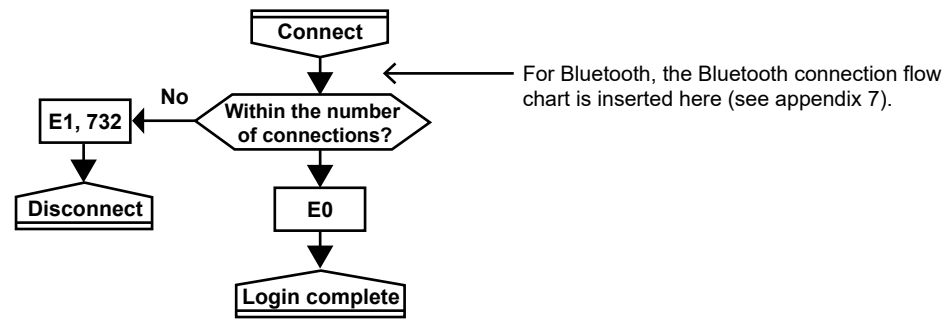 Connect
For Bluetooth, the Bluetooth connection flow
chart is inserted here (see appendix 7).
No
E1, 732
Within the number
of connections?
Disconnect
E0
Login complete